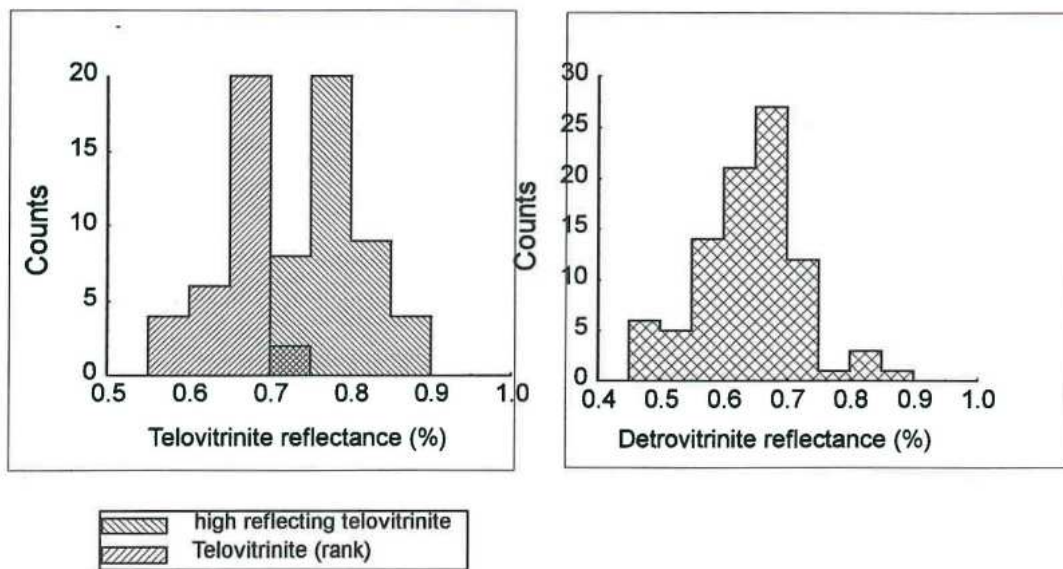 20
15
10
5
0
Counts
0.5 0.6 0.7 0.8 0.9 1.0
Telovitrinite reflectance (%)
30
25
20
15
10
5
0
Counts
0.4 0.5 0.6 0.7 0.8 0.9 1.0
Detrovitrinite reflectance (%)
high reflecting telovitrinite
Telovitrinite (rank)